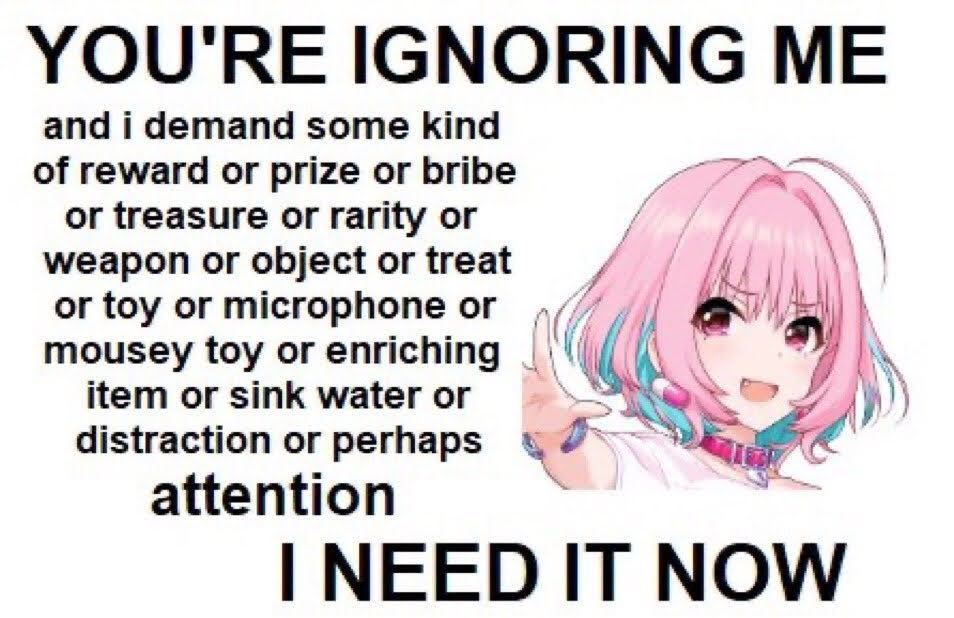 YOU'RE IGNORING ME
and i demand some kind
of reward or prize or bribe
or treasure or rarity or
weapon or object or treat
or toy or microphone or
mousey toy or enriching
item or sink water or
distraction or perhaps
attention
I NEED IT NOW